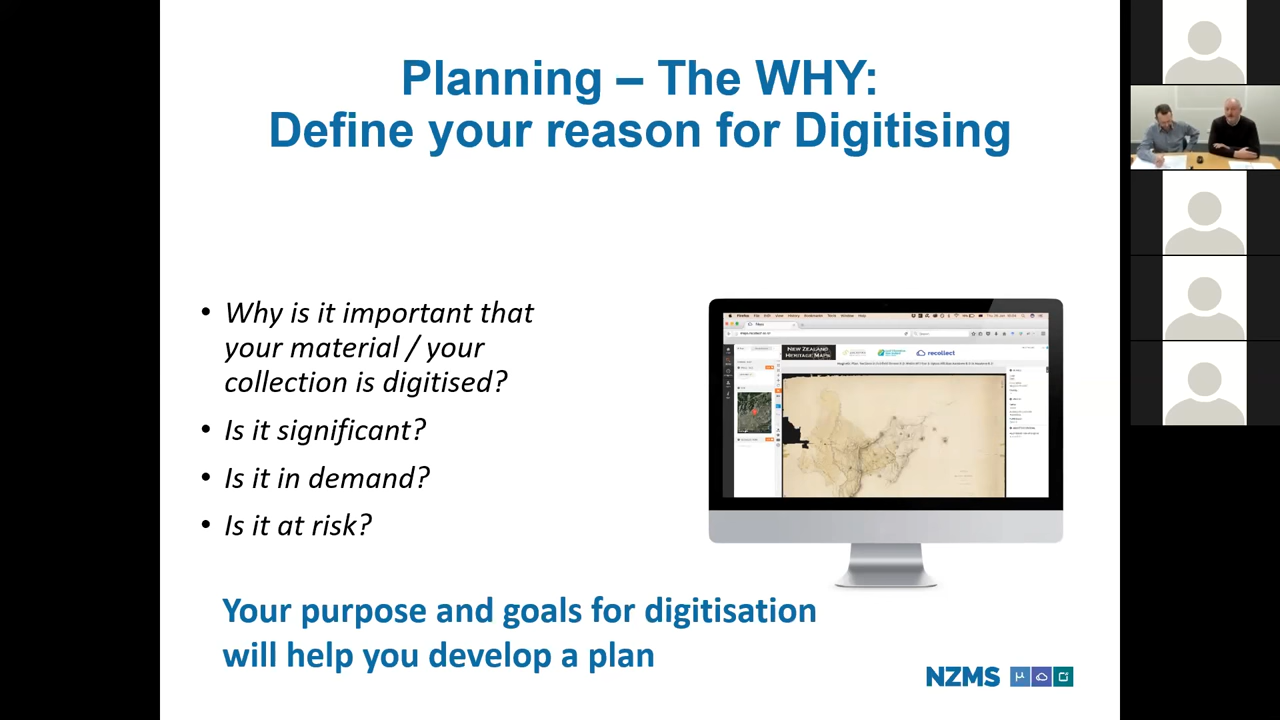 Planning – The WHY:
Define your reason for Digitising
• Why is it important that
your material / your
collection is digitised?
• Is it significant?
• Is it in demand?
• Is it at risk?
NEW ZEALAND
HERITAGE MAPS
recollect
Your purpose and goals for digitisation
will help you develop a plan
NZMS